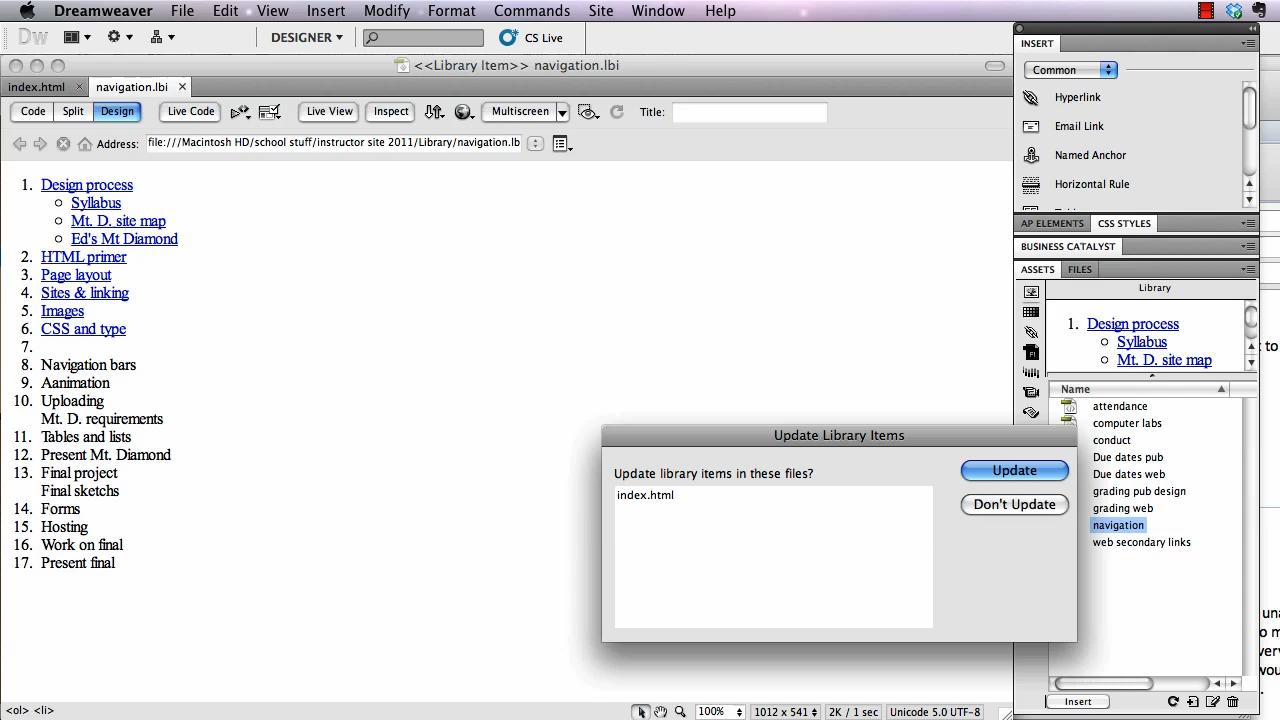 Dreamweaver File Edit View Insert Modify Format Commands Site Window Help
Dw DESIGNER CS Live
<<Library Item>> navigation.lbi
index.html navigation.lbi
Code Split Design Live Code Live View Inspect Multiscreen Title:
Address: file:///Macintosh HD/school stuff/instructor site 2011/Library/navigation.lb
1. Design process
Syllabus
Mt. D. site map
Ed's Mt Diamond
2. HTML primer
3. Page layout
4. Sites & linking
5. Images
6. CSS and type
7.
8. Navigation bars
9. Aanimation
10. Uploading
Mt. D. requirements
11. Tables and lists
12. Present Mt. Diamond
13. Final project
Final sketchs
14. Forms
15. Hosting
16. Work on final
17. Present final
Update Library Items
Update library items in these files?
index.html
Update
Don't Update
INSERT
Common
Hyperlink
Email Link
Named Anchor
Horizontal Rule
AP ELEMENTS CSS STYLES
BUSINESS CATALYST
ASSETS FILES
Library
1. Design process
Syllabus
Mt. D. site map
Name
attendance
computer labs
conduct
Due dates pub
Due dates web
grading pub design
grading web
navigation
web secondary links
Insert
<ol> <li> 100% 1012 x 541 2K / 1 sec Unicode 5.0 UTF-8